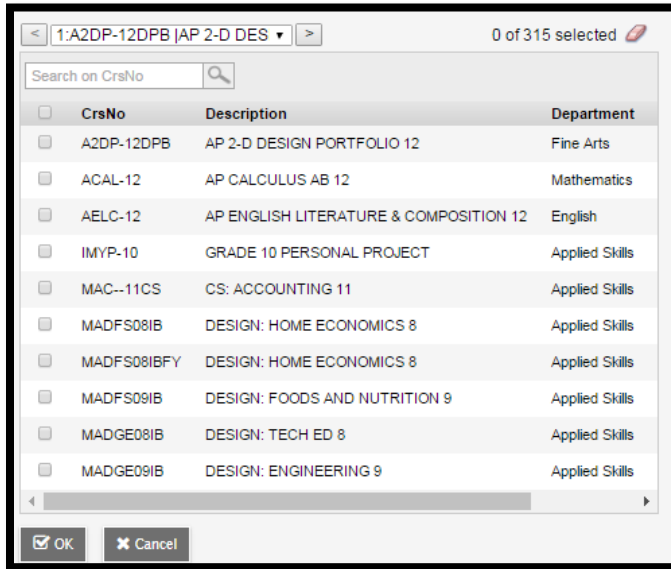 < 1:A2DP-12DPB |AP 2-D DES > 0 of 315 selected
Search on CrsNo
CrsNo Description Department
A2DP-12DPB AP 2-D DESIGN PORTFOLIO 12 Fine Arts
ACAL-12 AP CALCULUS AB 12 Mathematics
AELC-12 AP ENGLISH LITERATURE & COMPOSITION 12 English
IMYP-10 GRADE 10 PERSONAL PROJECT Applied Skills
MAC--11CS CS: ACCOUNTING 11 Applied Skills
MADFS08IB DESIGN: HOME ECONOMICS 8 Applied Skills
MADFS08IBFY DESIGN: HOME ECONOMICS 8 Applied Skills
MADFS09IB DESIGN: FOODS AND NUTRITION 9 Applied Skills
MADGE08IB DESIGN: TECH ED 8 Applied Skills
MADGE09IB DESIGN: ENGINEERING 9 Applied Skills
OK Cancel